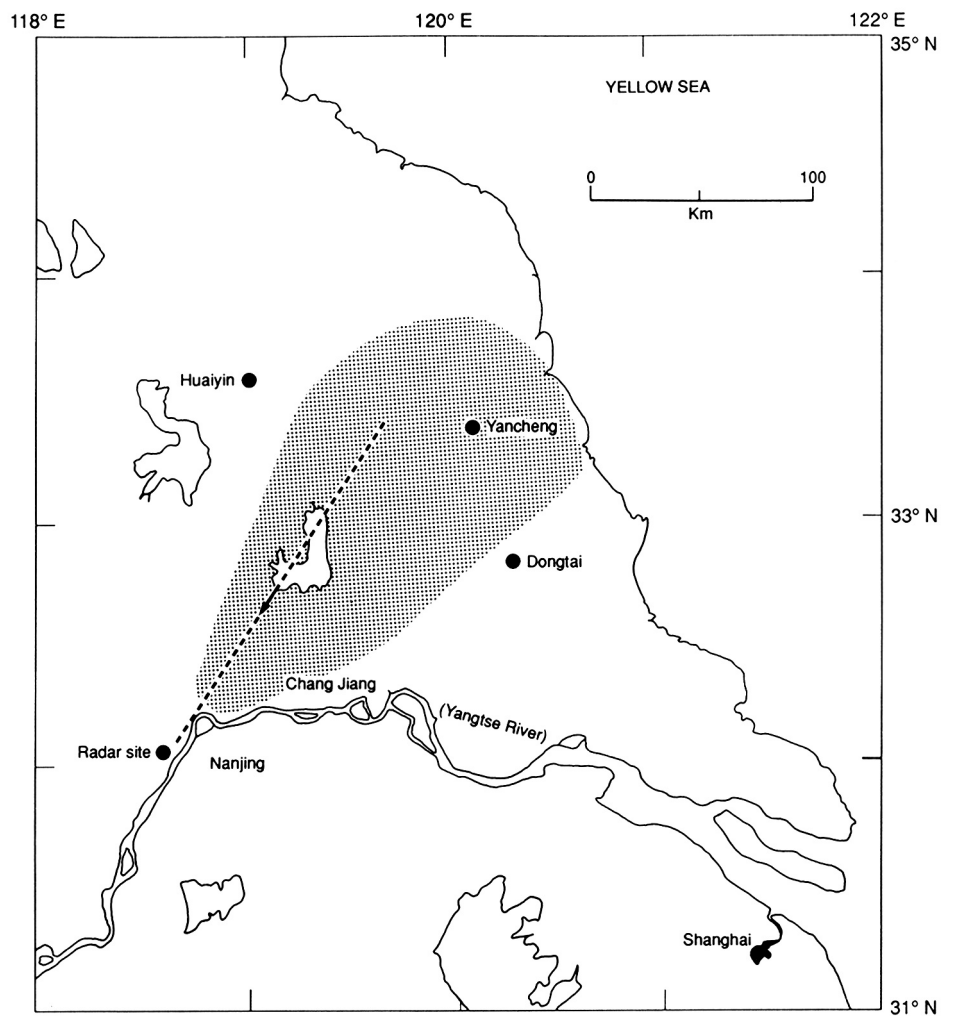 118° E
120° E
122° E
35° N
YELLOW SEA
0
100
Km
Huaiyin
Yancheng
33° N
Dongtai
Chang Jiang
(Yangtse River)
Radar site
Nanjing
Shanghai
31° N